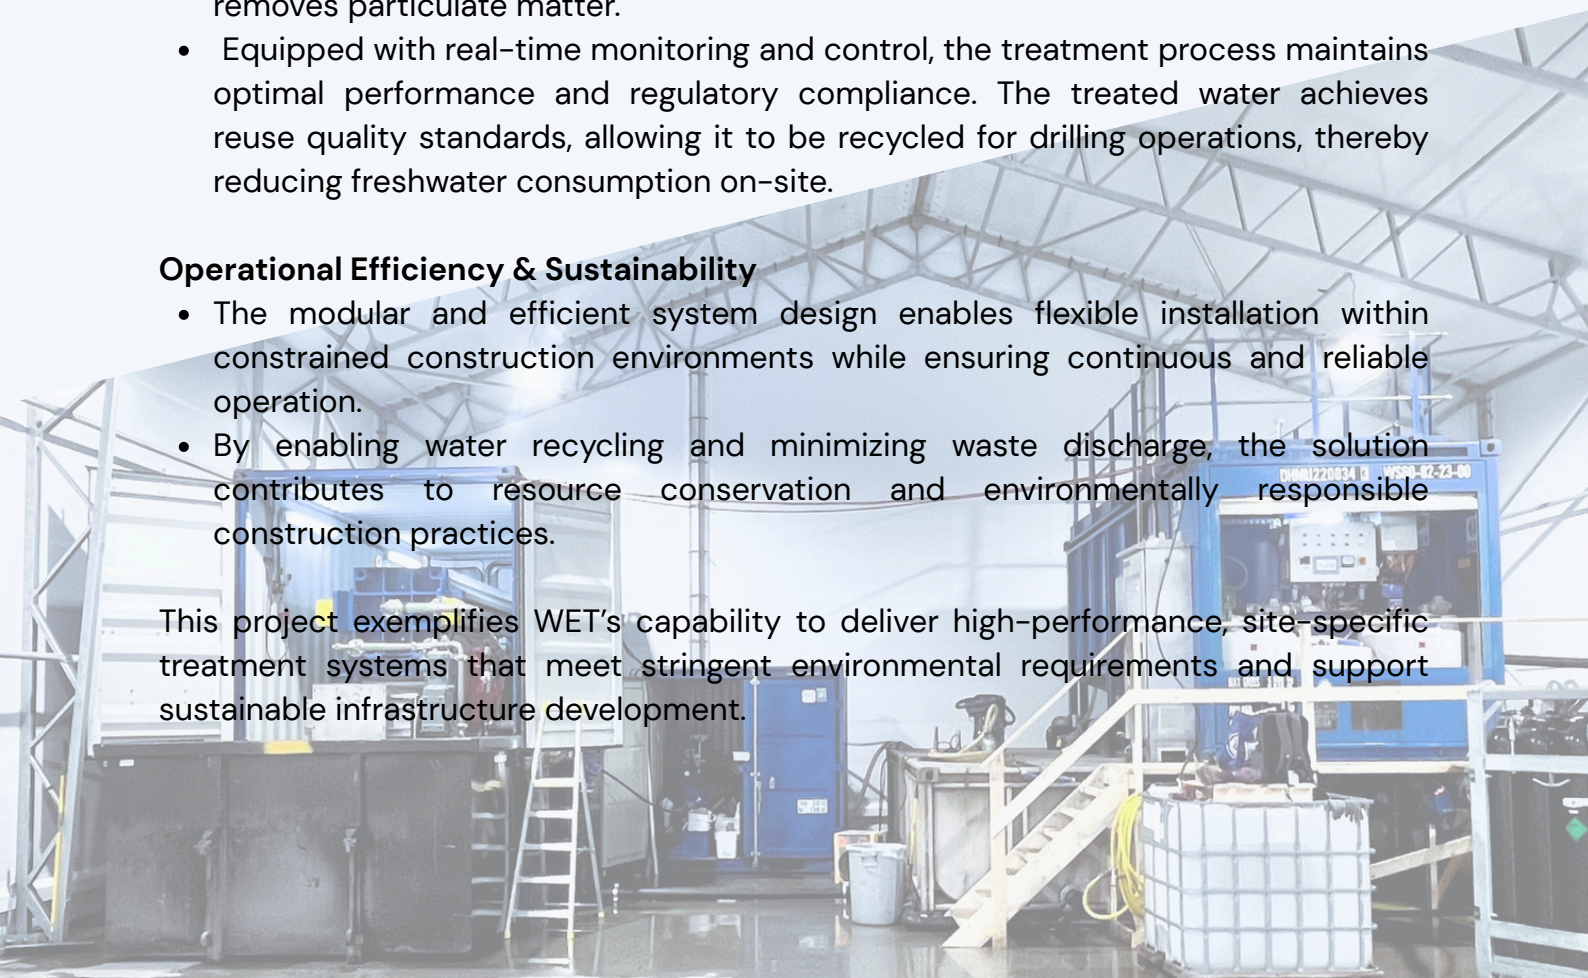 removes particulate matter.
• Equipped with real-time monitoring and control, the treatment process maintains
optimal performance and regulatory compliance. The treated water achieves
reuse quality standards, allowing it to be recycled for drilling operations, thereby
reducing freshwater consumption on-site.
Operational Efficiency & Sustainability
• The modular and efficient system design enables flexible installation within
constrained construction environments while ensuring continuous and reliable
operation.
• By enabling water recycling and minimizing waste discharge, the solution
contributes to resource conservation and environmentally responsible
construction practices.
This project exemplifies WET’s capability to deliver high-performance, site-specific
treatment systems that meet stringent environmental requirements and support
sustainable infrastructure development.